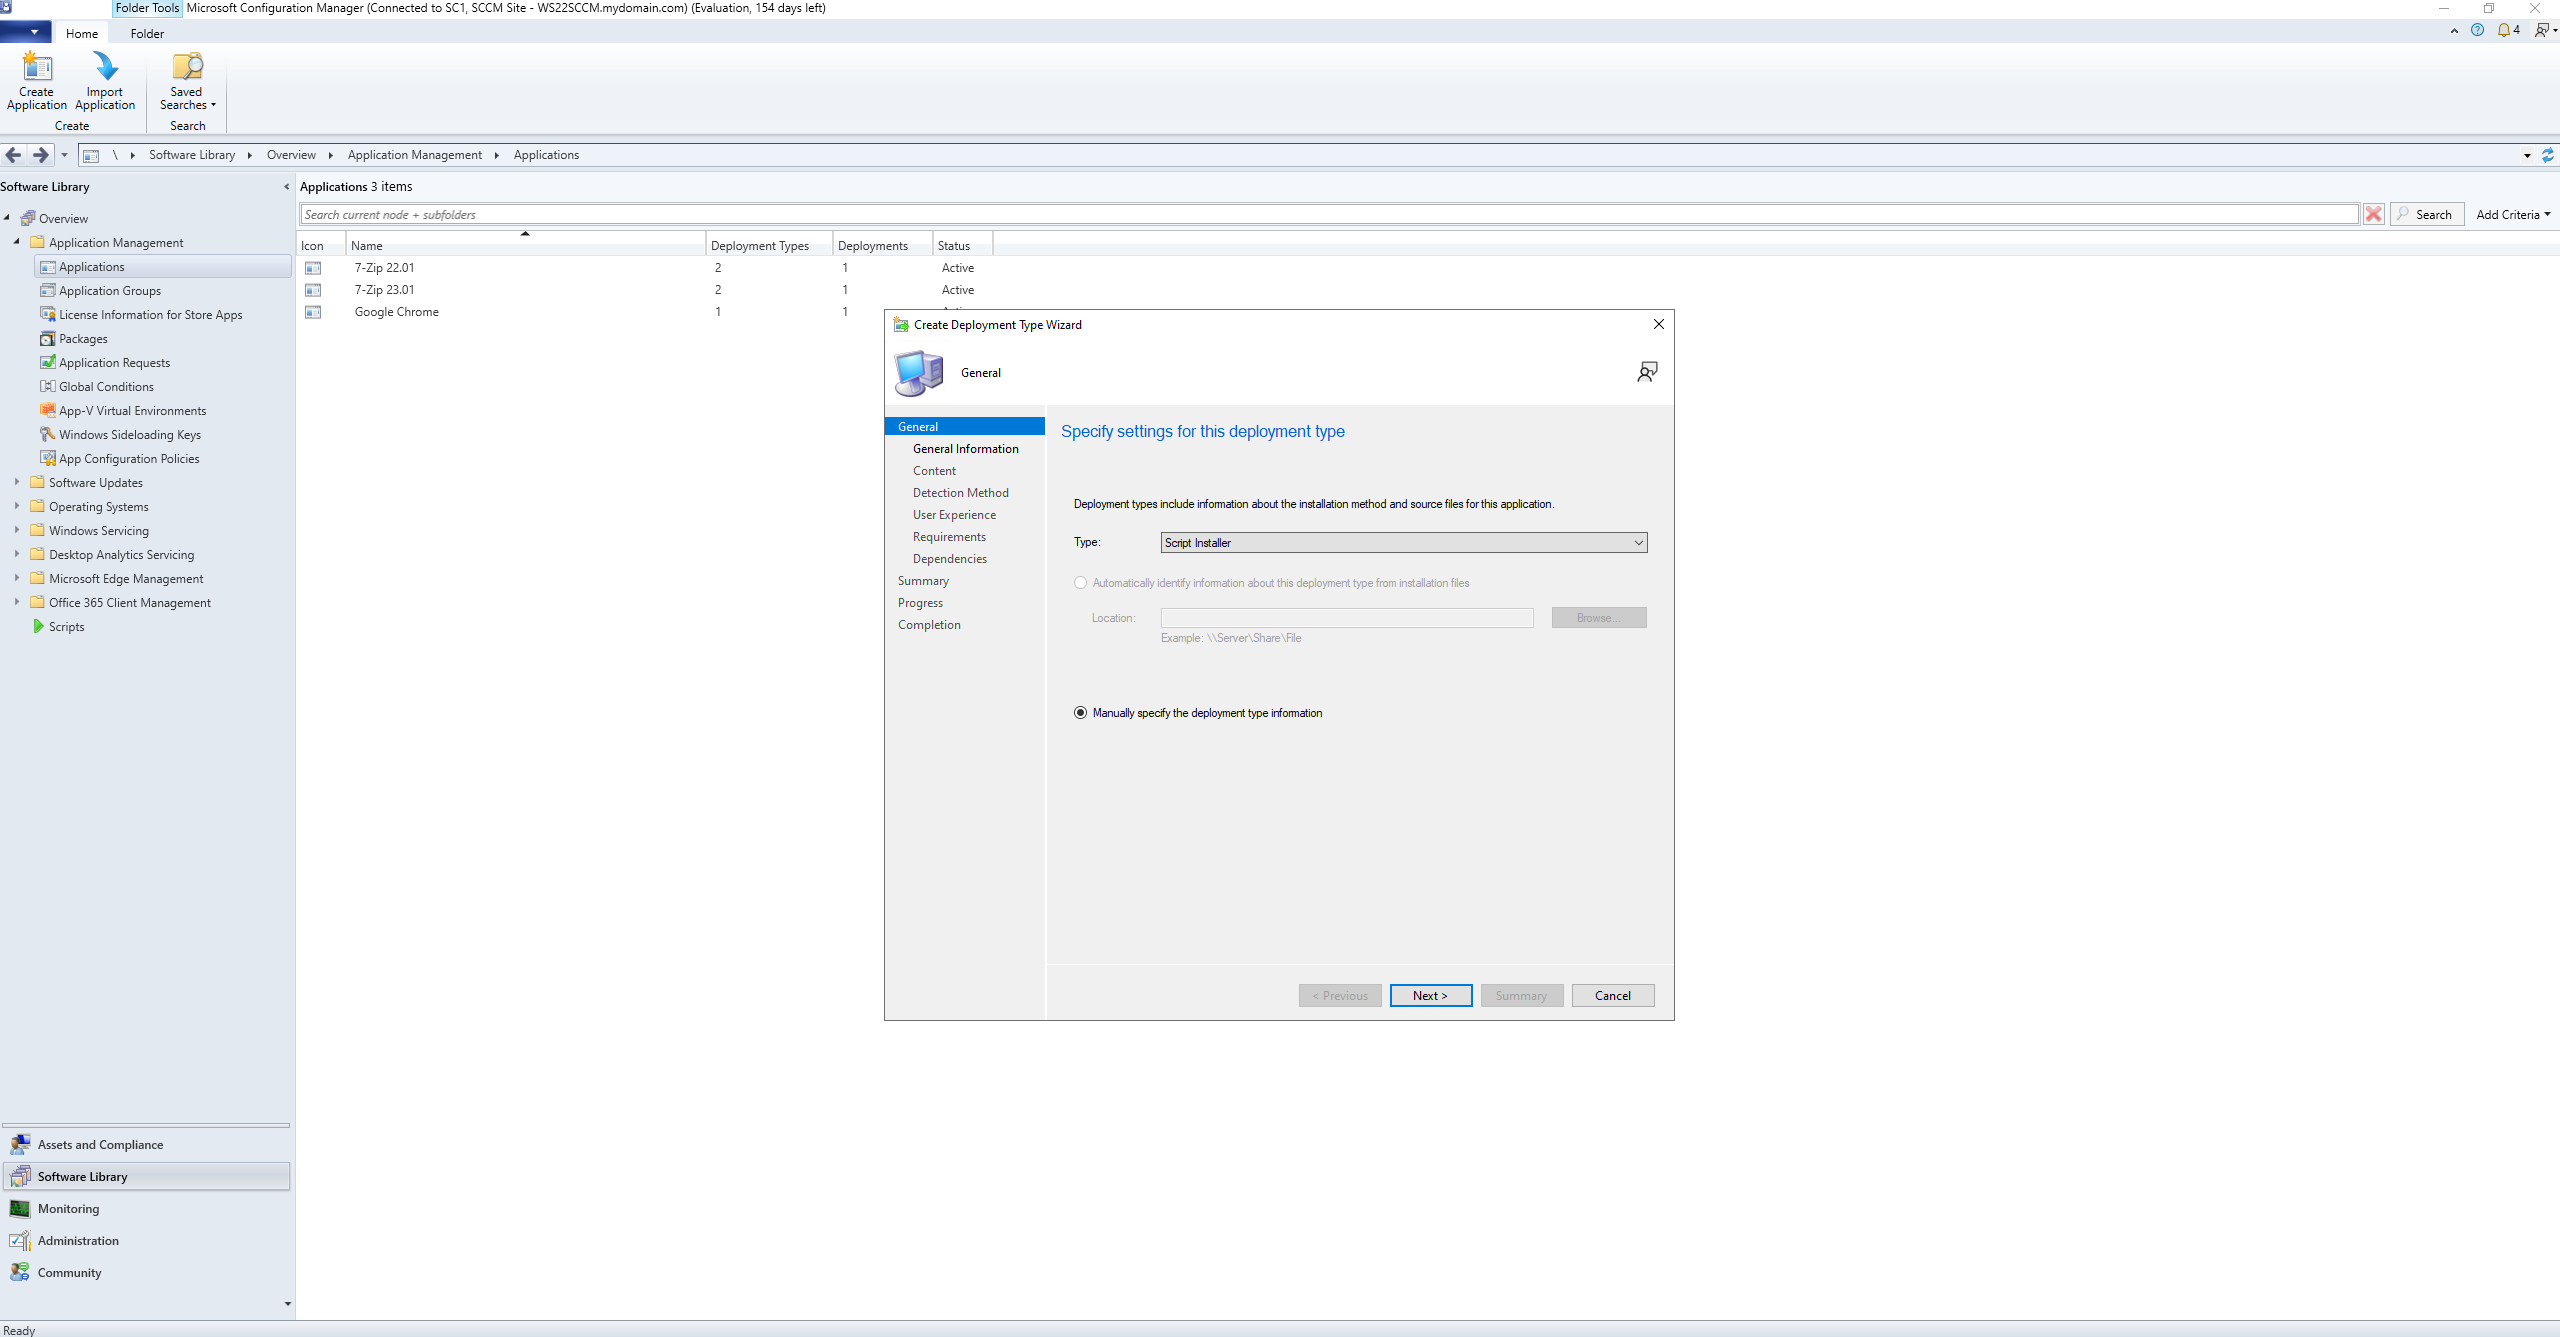 Folder Tools Microsoft Configuration Manager (Connected to SC1, SCCM Site - WS22SCCM.mydomain.com) (Evaluation, 154 days left)
Home Folder
4
Create Application
Import Application
Saved Searches
Create Search
\ Software Library Overview Application Management Applications
Software Library
Overview
Application Management
Applications
Application Groups
License Information for Store Apps
Packages
Application Requests
Global Conditions
App-V Virtual Environments
Windows Sideloading Keys
App Configuration Policies
Software Updates
Operating Systems
Windows Servicing
Desktop Analytics Servicing
Microsoft Edge Management
Office 365 Client Management
Scripts
Assets and Compliance
Software Library
Monitoring
Administration
Community
Ready
Applications 3 items
Search current node + subfolders
Search Add Criteria
Icon Name Deployment Types Deployments Status
7-Zip 22.01 2 1 Active
7-Zip 23.01 2 1 Active
Google Chrome 1 1
Create Deployment Type Wizard
General
General
General Information
Content
Detection Method
User Experience
Requirements
Dependencies
Summary
Progress
Completion
Specify settings for this deployment type
Deployment types include information about the installation method and source files for this application.
Type: Script Installer
Automatically identify information about this deployment type from installation files
Location: Browse...
Example: \\Server\Share\File
Manually specify the deployment type information
< Previous Next > Summary Cancel